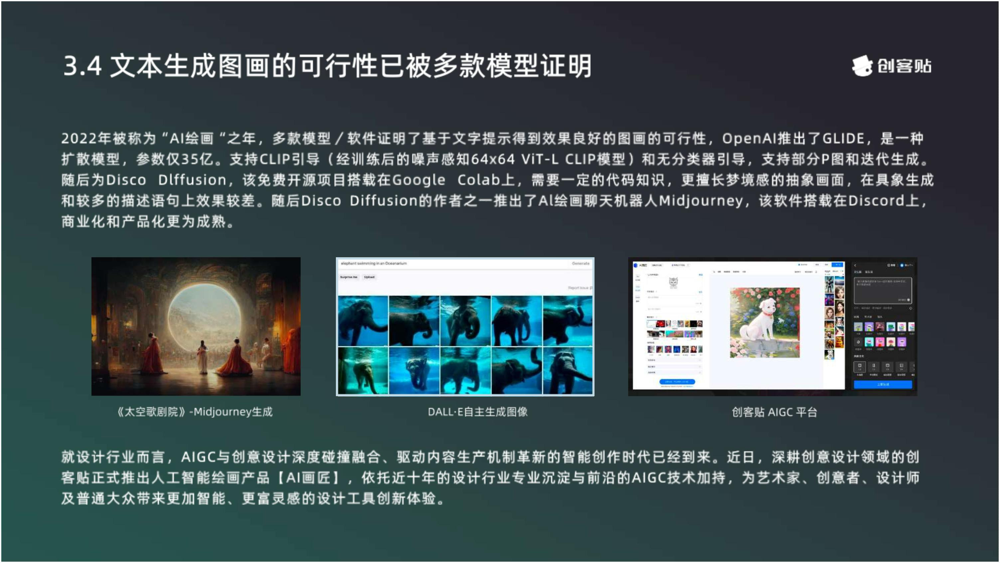 3.4 文本生成图画的可行性已被多款模型证明
创客贴
2022年被称为“AI绘画“之年，多款模型／软件证明了基于文字提示得到效果良好的图画的可行性，OpenAI推出了GLIDE，是一种
扩散模型，参数仅35亿。支持CLIP引导（经训练后的噪声感知64x64 ViT-L CLIP模型）和无分类器引导，支持部分P图和迭代生成。
随后为Disco Dlffusion，该免费开源项目搭载在Google Colab上，需要一定的代码知识，更擅长梦境感的抽象画面，在具象生成
和较多的描述语句上效果较差。随后Disco Diffusion的作者之一推出了Al绘画聊天机器人Midjourney，该软件搭载在Discord上，
商业化和产品化更为成熟。
elephant swimming in an Oceanarium
Generate
Surprise me
Upload
Report issue
立即生成
《太空歌剧院》-Midjourney生成
DALL·E自主生成图像
创客贴 AIGC 平台
就设计行业而言，AIGC与创意设计深度碰撞融合、驱动内容生产机制革新的智能创作时代已经到来。近日，深耕创意设计领域的创
客贴正式推出人工智能绘画产品【AI画匠】，依托近十年的设计行业专业沉淀与前沿的AIGC技术加持，为艺术家、创意者、设计师
及普通大众带来更加智能、更富灵感的设计工具创新体验。